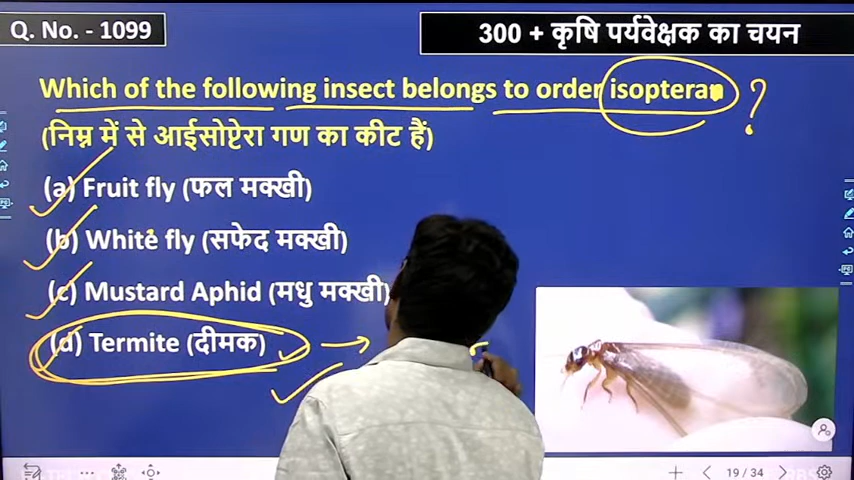 Q. No. - 1099
300 + कृषि पर्यवेक्षक का चयन
Which of the following insect belongs to order isoptera ?
(निम्न में से आईसोप्टेरा गण का कीट हैं)
(a) Fruit fly (फल मक्खी)
(b) White fly (सफेद मक्खी)
(c) Mustard Aphid (मधु मक्खी)
(d) Termite (दीमक)
19 / 34